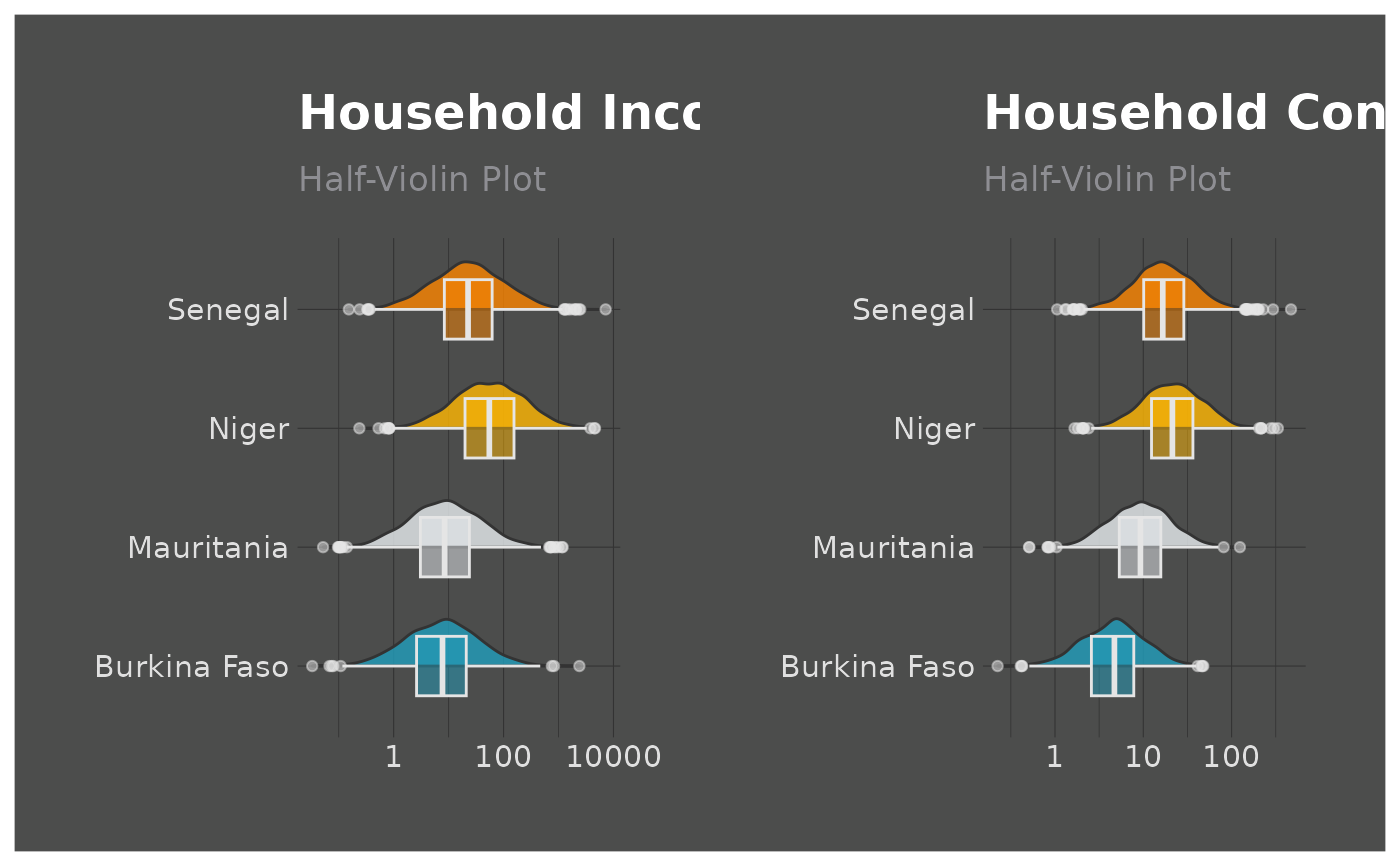 Household Inco
Half-Violin Plot
Senegal
Niger
Mauritania
Burkina Faso
1 100 10000
Household Con
Half-Violin Plot
Senegal
Niger
Mauritania
Burkina Faso
1 10 100